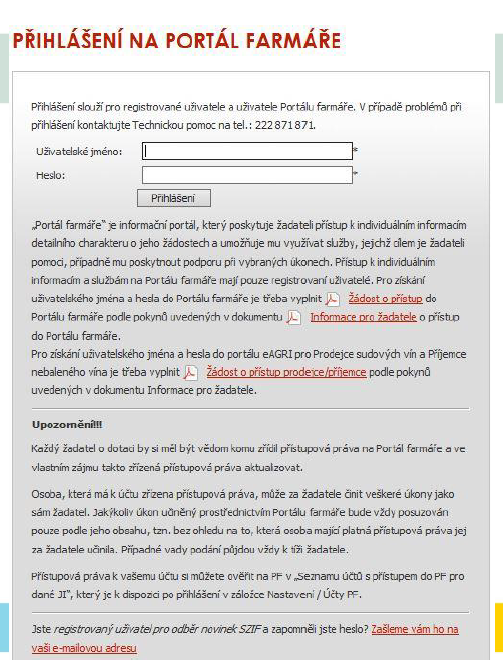 PŘIHLÁŠENÍ NA PORTÁL FARMÁŘE
Přihlášení slouží pro registrované uživatele a uživatele Portálu farmáře. V případě problémů při
přihlášení kontaktujte Technickou pomoc na tel.: 222 871 871.
Uživatelské jméno: *
Heslo: *
Přihlášení
„Portál farmáře“ je informační portál, který poskytuje žadateli přístup k individuálním informacím
detailního charakteru o jeho žádostech a umožňuje mu využívat služby, jejichž cílem je žadateli
pomoci, případně mu poskytnout podporu při vybraných úkonech. Přístup k individuálním
informacím a službám na Portálu farmáře mají pouze registrovaní uživatelé. Pro získání
uživatelského jména a hesla do Portálu farmáře je třeba vyplnit Žádost o přístup do
Portálu farmáře podle pokynů uvedených v dokumentu Informace pro žadatele o přístup
do Portálu farmáře.
Pro získání uživatelského jména a hesla do portálu eAGRI pro Prodejce sudových vín a Příjemce
nebaleného vína je třeba vyplnit Žádost o přístup prodejce/příjemce podle pokynů
uvedených v dokumentu Informace pro žadatele.
Upozornění!!!
Každý žadatel o dotaci by si měl být vědom komu zřídil přístupová práva na Portál farmáře a ve
vlastním zájmu takto zřízená přístupová práva aktualizovat.
Osoba, která má k účtu zřízena přístupová práva, může za žadatele činit veškeré úkony jako
sám žadatel. Jakýkoliv úkon učiněný prostřednictvím Portálu farmáře bude vždy posuzován
pouze podle jeho obsahu, tzn. bez ohledu na to, která osoba mající platná přístupová práva jej
za žadatele učinila. Případné vady podání půjdou vždy k tíži žadatele.
Přístupová práva k vašemu účtu si můžete ověřit na PF v „Seznamu účtů s přístupem do PF pro
dané JI“, který je k dispozici po přihlášení v záložce Nastavení / Účty PF.
Jste registrovaný uživatel pro odběr novinek SZIF a zapomněli jste heslo? Zašleme vám ho na
vaši e-mailovou adresu